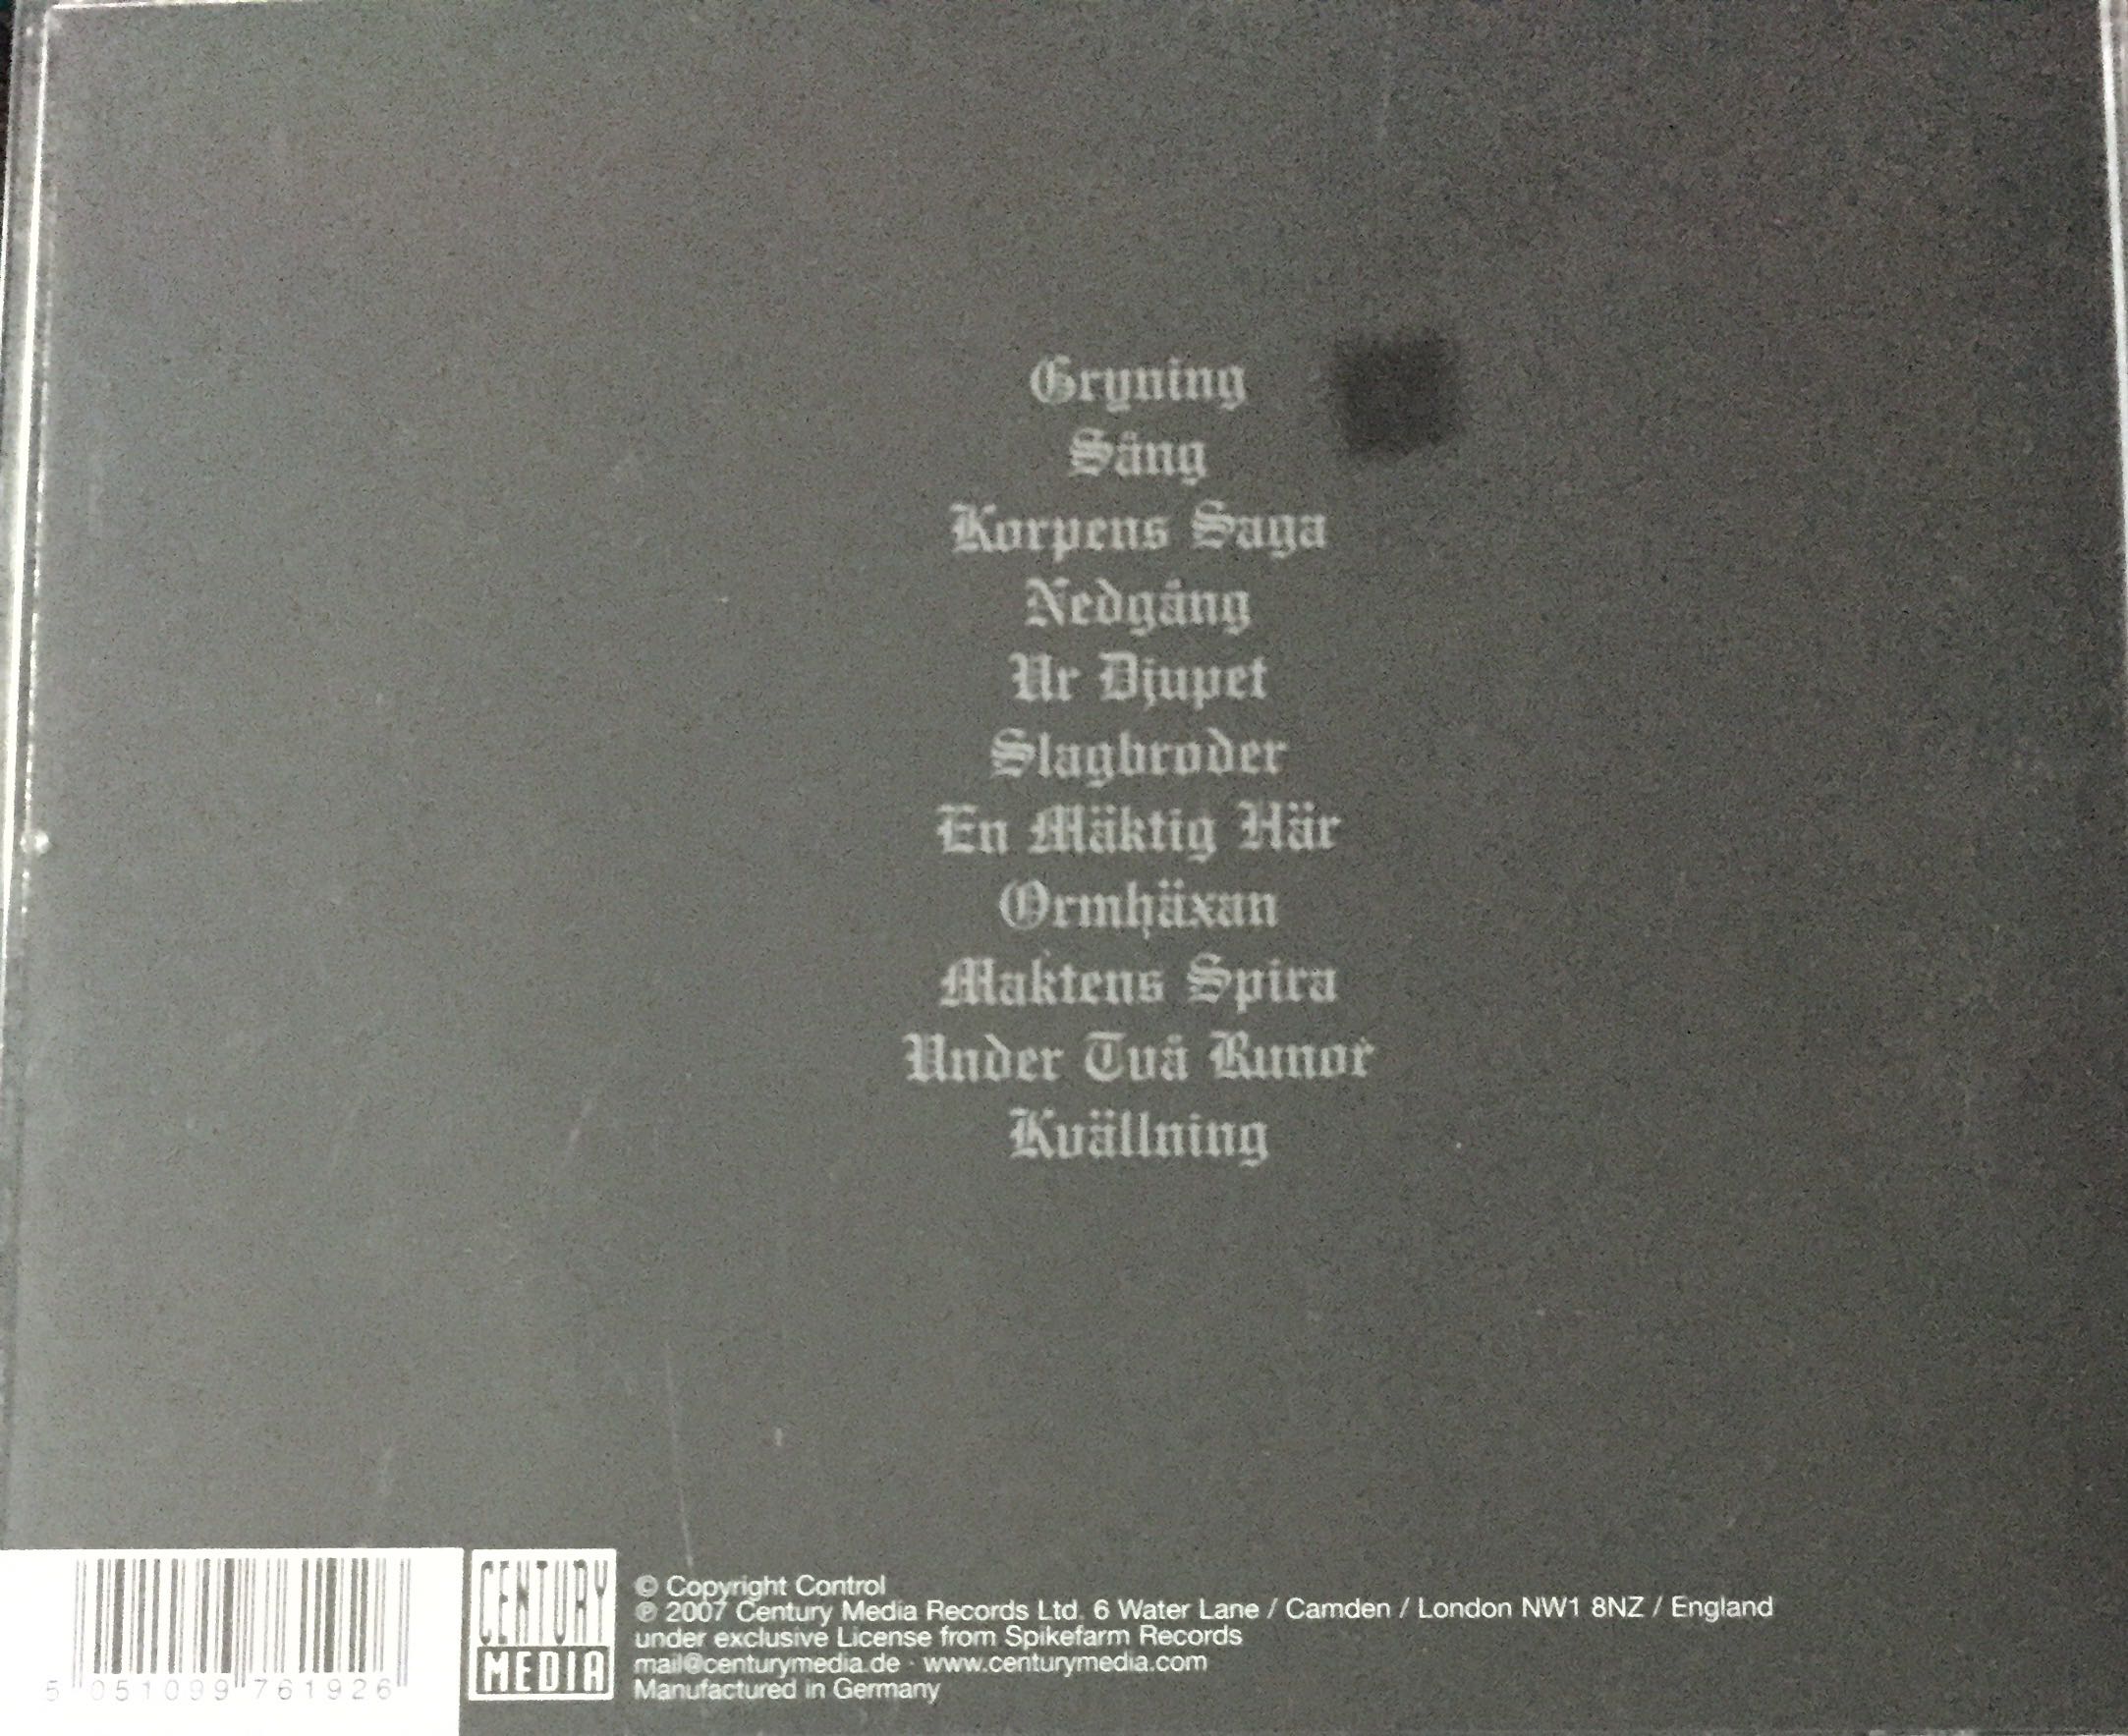 Gryning
Sång
Korpens Saga
Nedgång
Ur Djupet
Slagbroder
En Mäktig Här
Ormhäxan
Maktens Spira
Under Två Runor
Kvällning
CENTURY
MEDIA
© Copyright Control
℗ 2007 Century Media Records Ltd. 6 Water Lane / Camden / London NW1 8NZ / England
under exclusive License from Spikefarm Records
mail@centurymedia.de · www.centurymedia.com
Manufactured in Germany
5 051099 761926